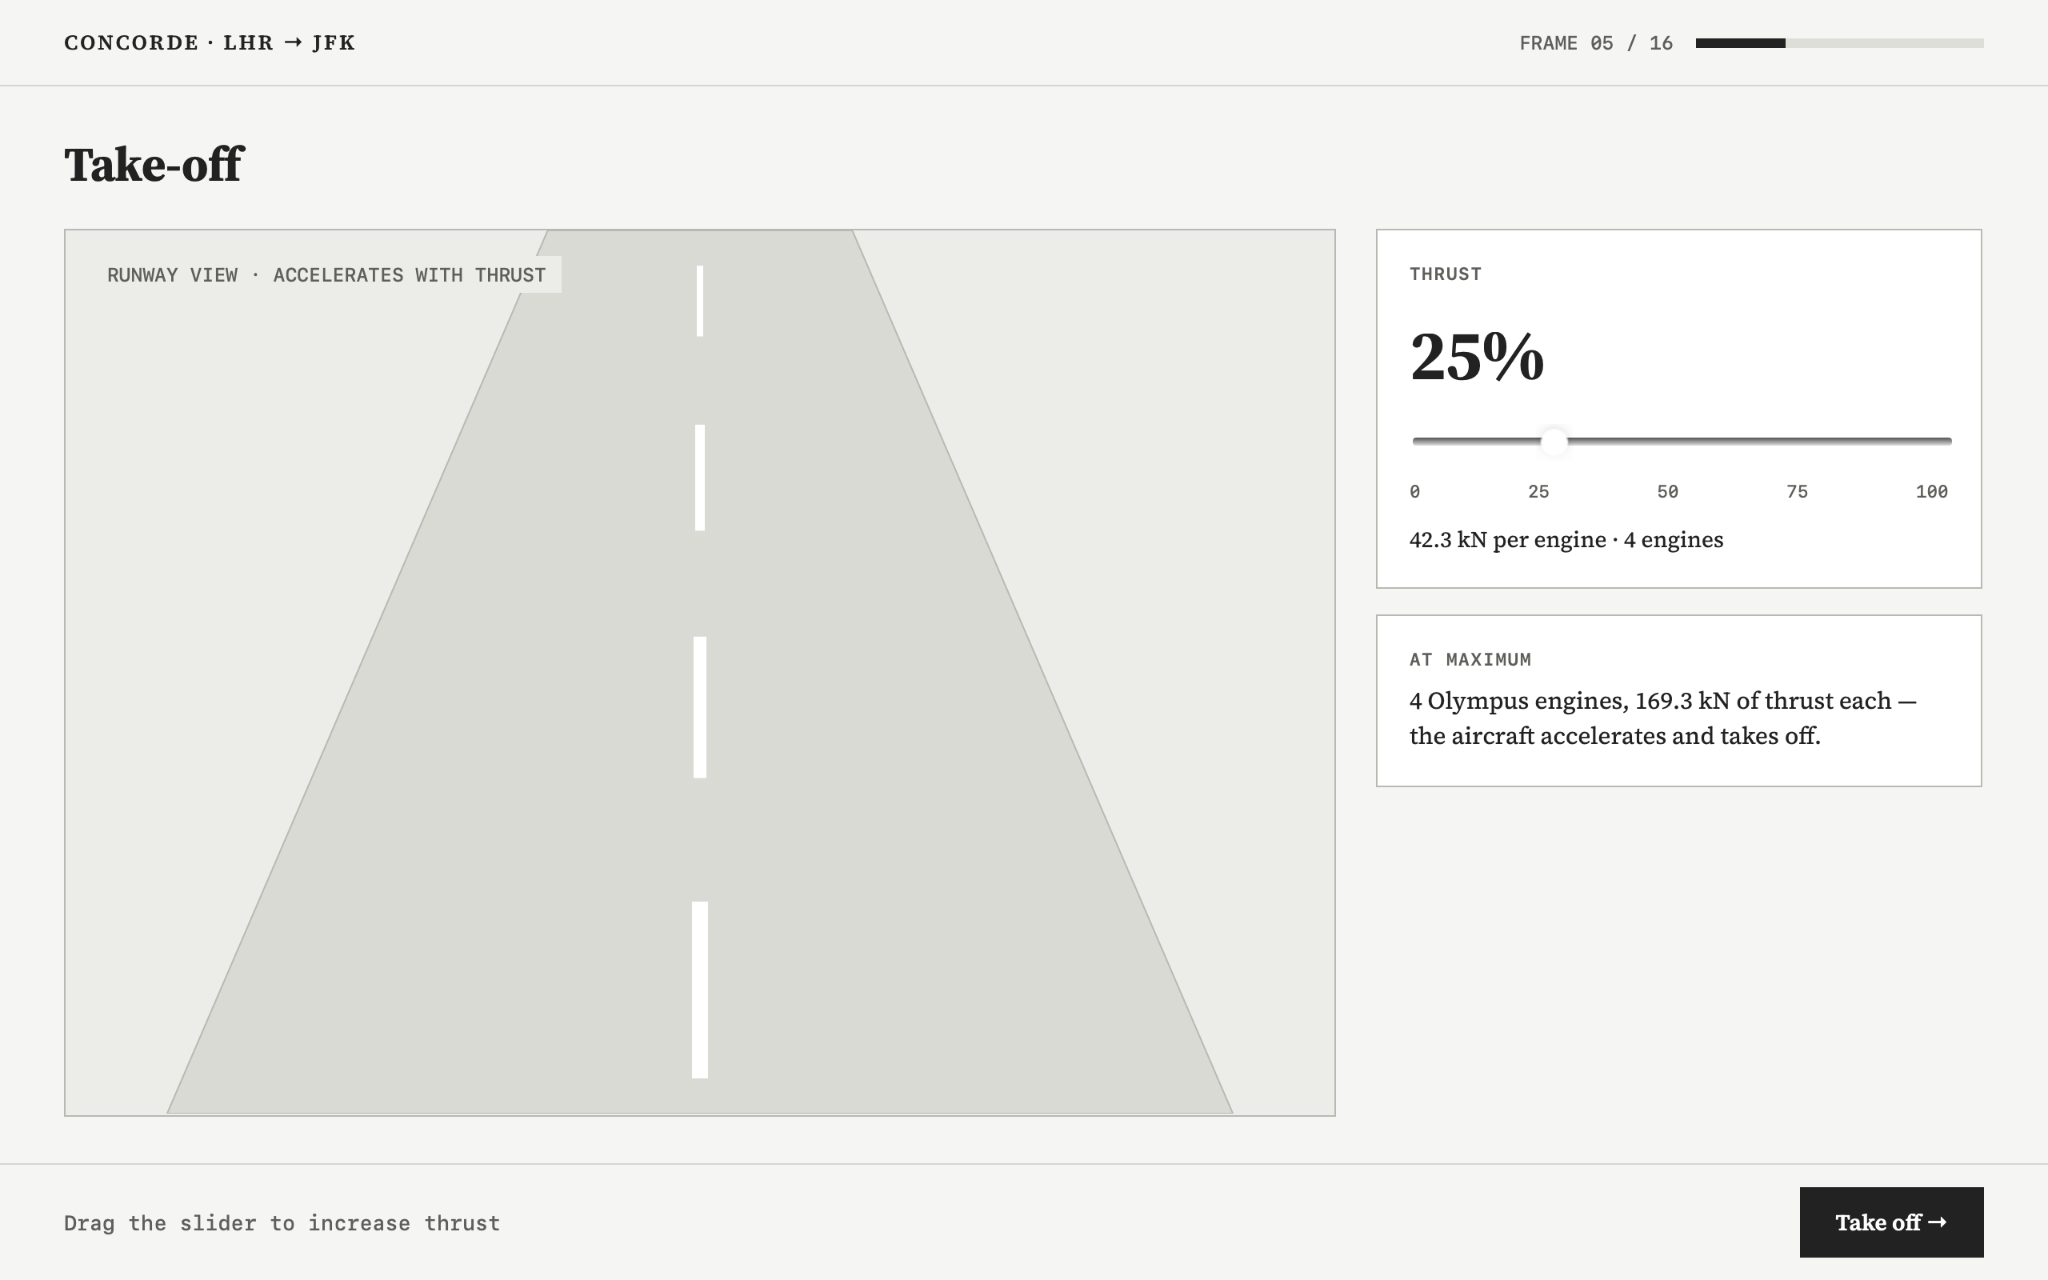 CONCORDE · LHR → JFK
FRAME 05 / 16
Take-off
RUNWAY VIEW · ACCELERATES WITH THRUST
THRUST
25%
0 25 50 75 100
42.3 kN per engine · 4 engines
AT MAXIMUM
4 Olympus engines, 169.3 kN of thrust each —
the aircraft accelerates and takes off.
Drag the slider to increase thrust
Take off →